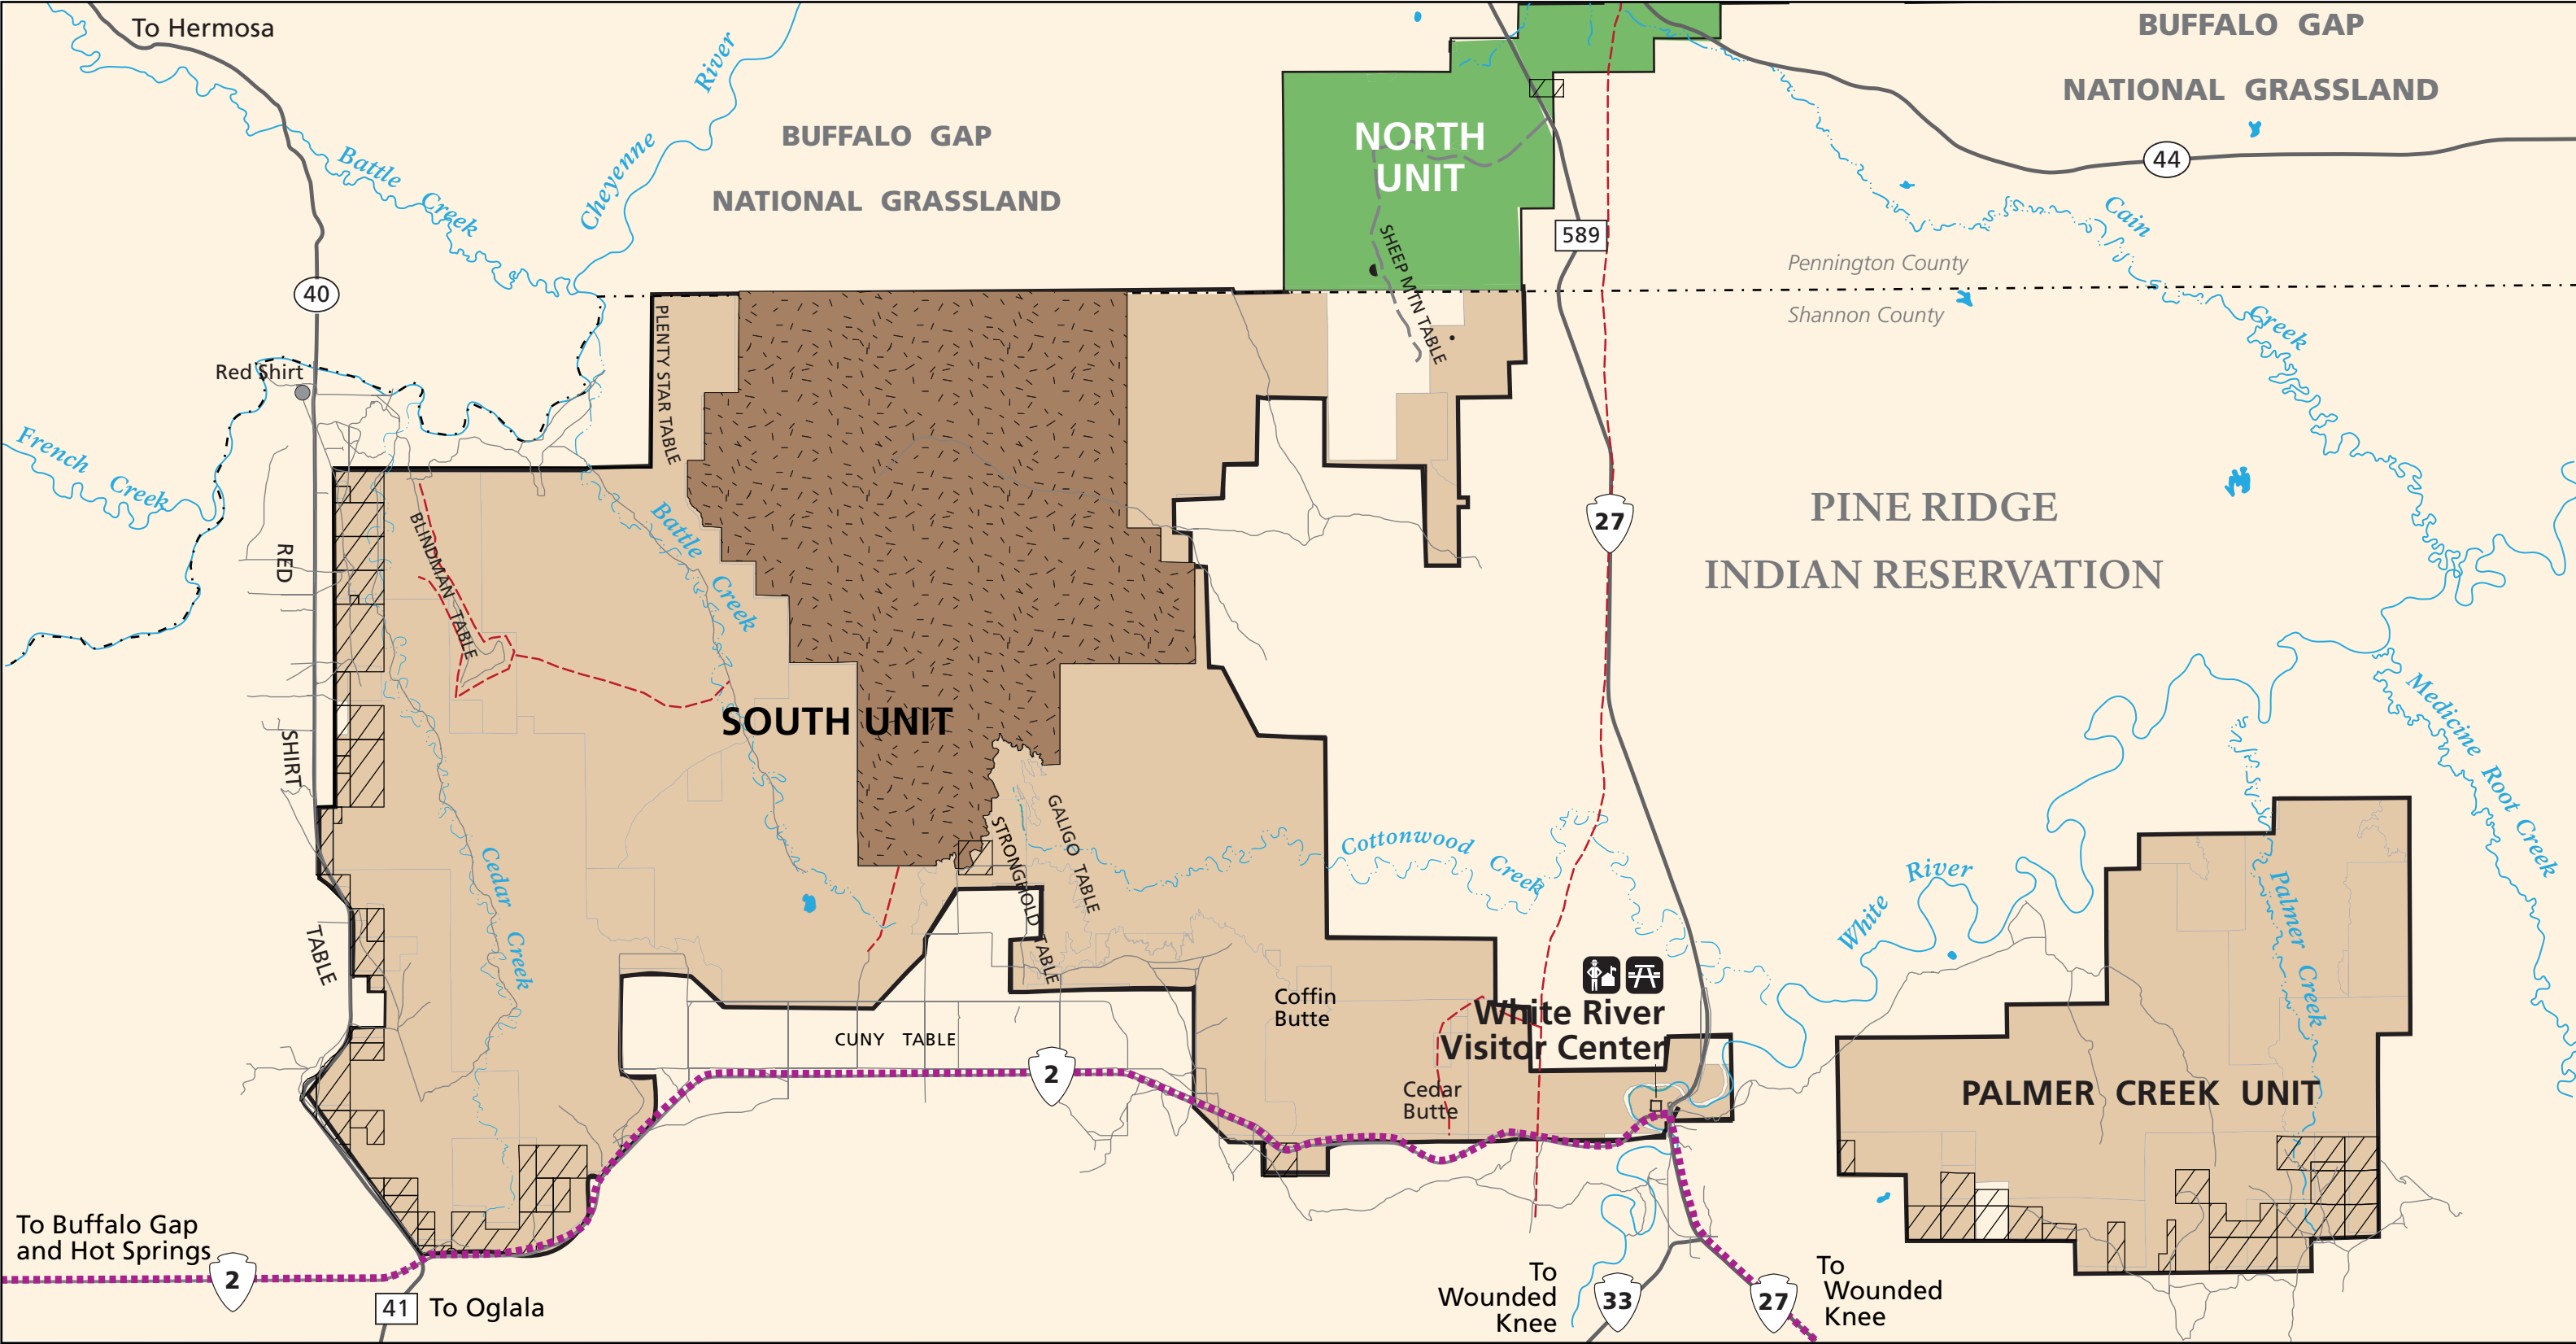 To Hermosa
BUFFALO GAP
NATIONAL GRASSLAND
River
Cheyenne
Battle
Creek
BUFFALO GAP
NATIONAL GRASSLAND
NORTH
UNIT
44
589
Cain
Creek
SHEEP MTN TABLE
Pennington County
Shannon County
40
Red Shirt
PLENTY STAR TABLE
French
Creek
RED
SHIRT
TABLE
BLINDMAN TABLE
Battle
Creek
27
PINE RIDGE
INDIAN RESERVATION
SOUTH UNIT
Medicine Root Creek
Cedar
Creek
STRONGHOLD TABLE
GALIGO TABLE
Cottonwood Creek
White River
Palmer Creek
Coffin
Butte
White River
Visitor Center
CUNY TABLE
2
Cedar
Butte
PALMER CREEK UNIT
To Buffalo Gap
and Hot Springs
2
41
To Oglala
To
Wounded
Knee
33
27
To
Wounded
Knee